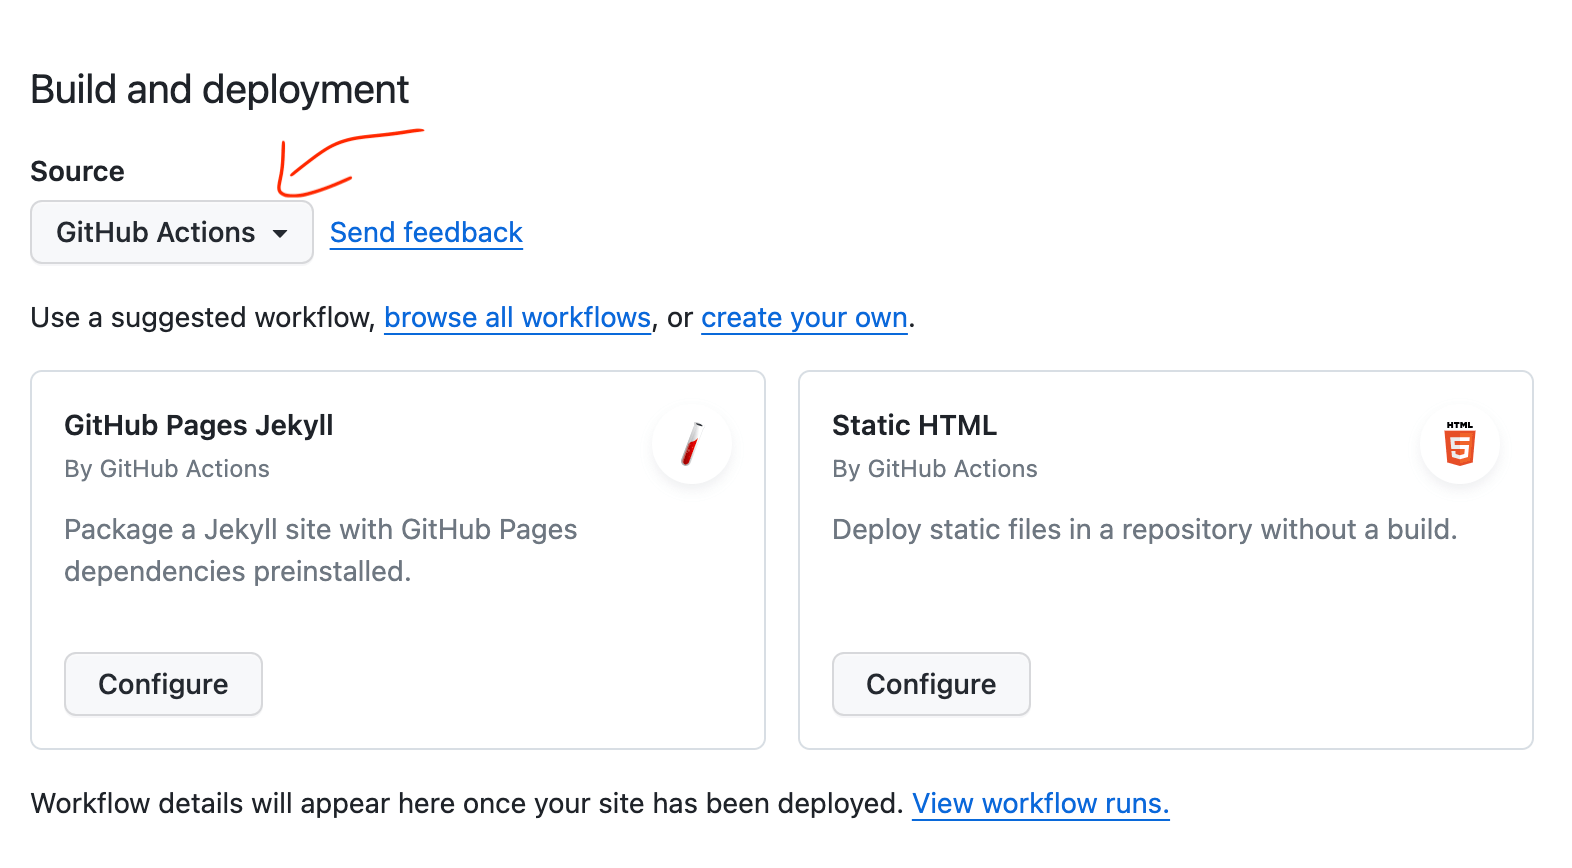 Build and deployment
Source
GitHub Actions
Send feedback
Use a suggested workflow, browse all workflows, or create your own.
GitHub Pages Jekyll
By GitHub Actions
Package a Jekyll site with GitHub Pages
dependencies preinstalled.
Configure
Static HTML
HTML
5
By GitHub Actions
Deploy static files in a repository without a build.
Configure
Workflow details will appear here once your site has been deployed. View workflow runs.